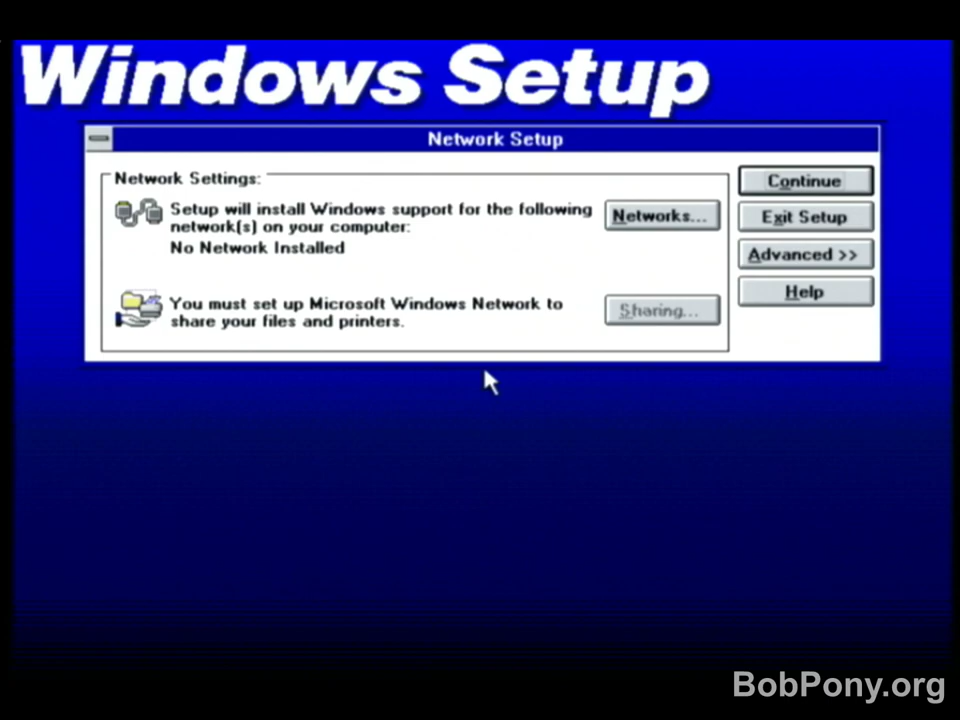 Windows Setup
Network Setup
Network Settings:
Setup will install Windows support for the following
network(s) on your computer:
No Network Installed
Networks...
You must set up Microsoft Windows Network to
share your files and printers.
Sharing...
Continue
Exit Setup
Advanced >>
Help
BobPony.org